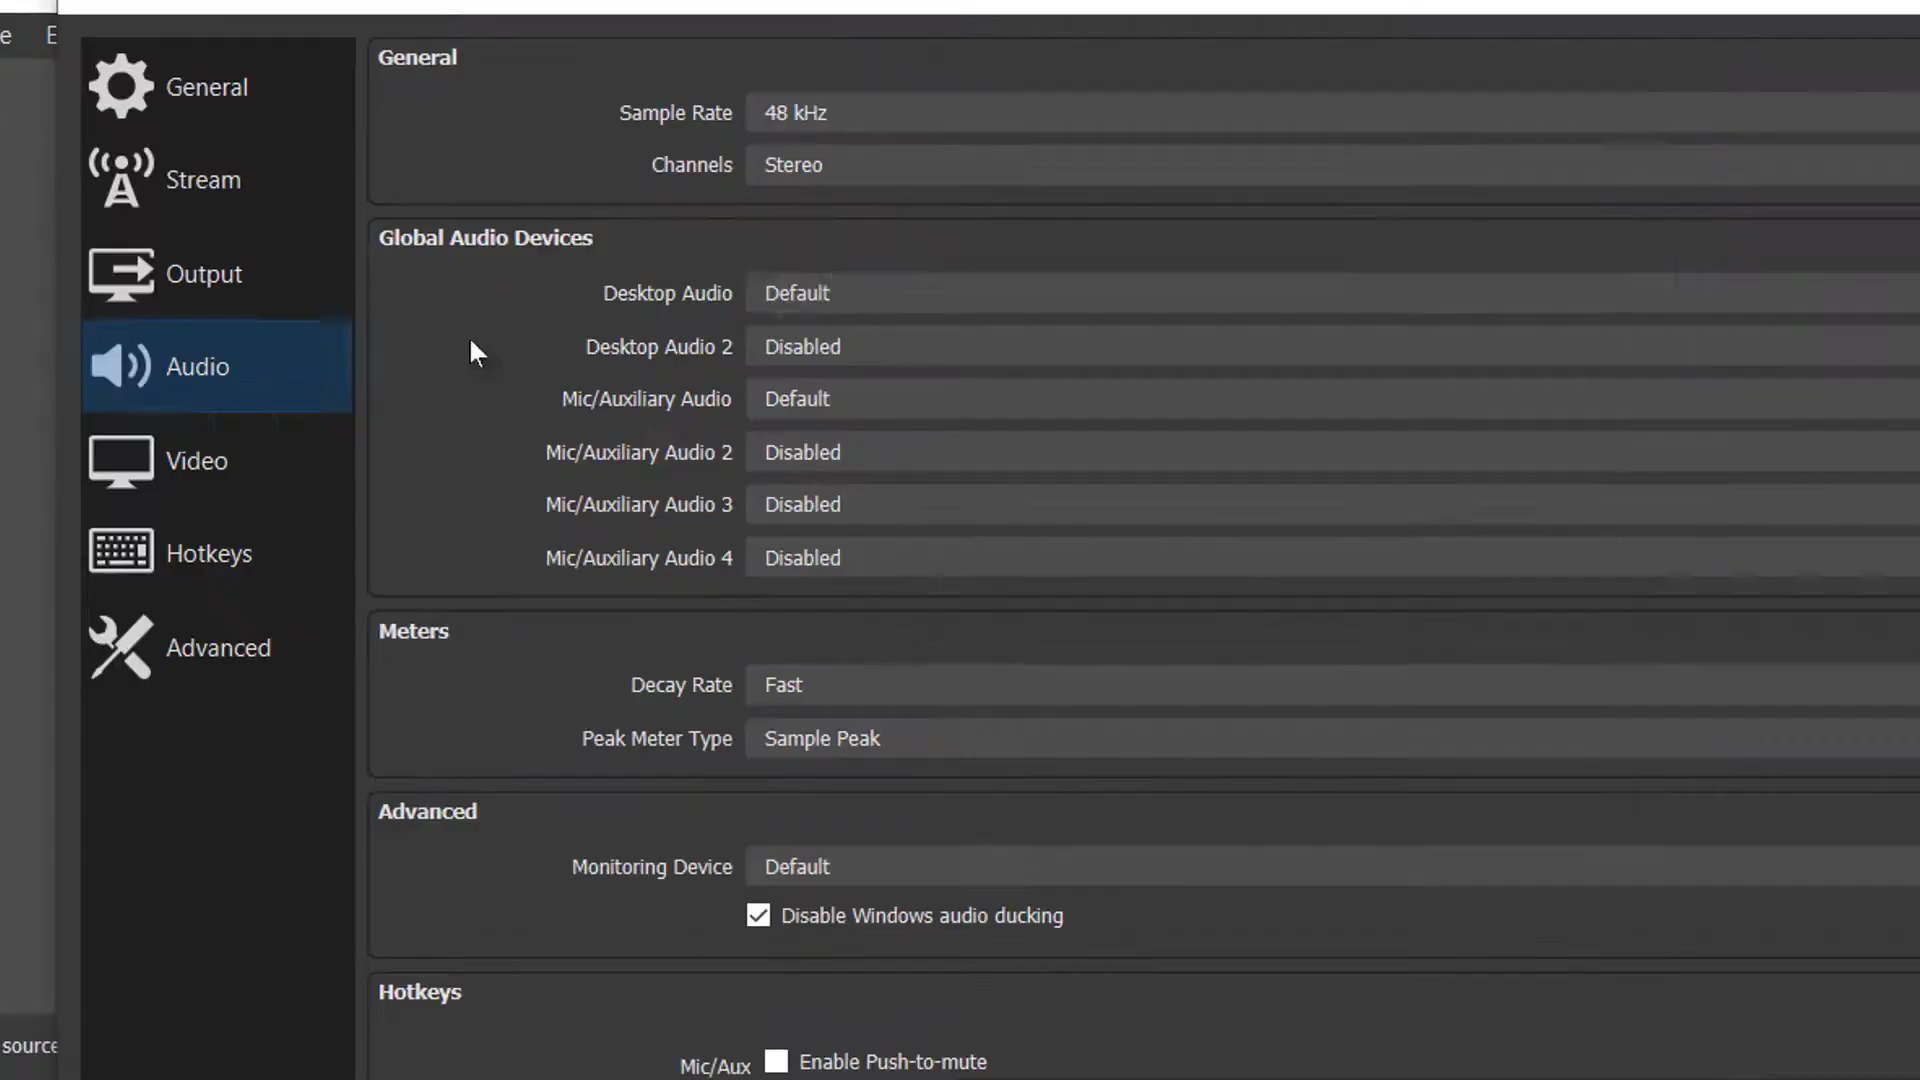 e E
General
Stream
Output
Audio
Video
Hotkeys
Advanced
General
Sample Rate 48 kHz
Channels Stereo
Global Audio Devices
Desktop Audio Default
Desktop Audio 2 Disabled
Mic/Auxiliary Audio Default
Mic/Auxiliary Audio 2 Disabled
Mic/Auxiliary Audio 3 Disabled
Mic/Auxiliary Audio 4 Disabled
Meters
Decay Rate Fast
Peak Meter Type Sample Peak
Advanced
Monitoring Device Default
Disable Windows audio ducking
Hotkeys
Mic/Aux Enable Push-to-mute
source